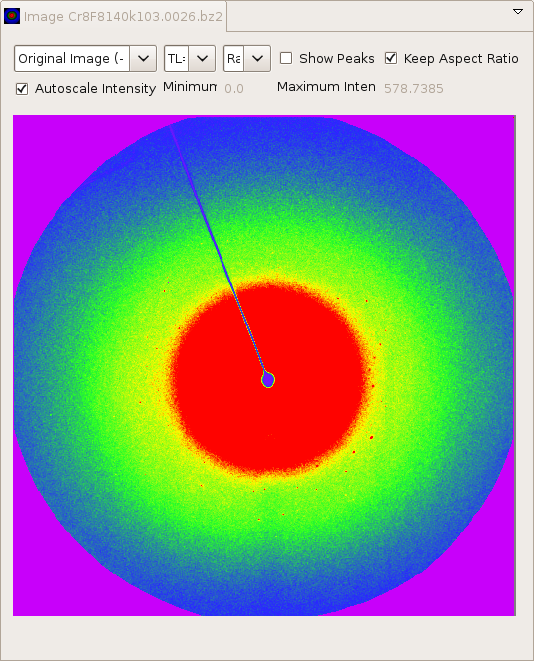 Image Cr8F8140k103.0026.bz2
Original Image (- TL: Ra Show Peaks Keep Aspect Ratio
Autoscale Intensity Minimum 0.0 Maximum Inten 578.7385